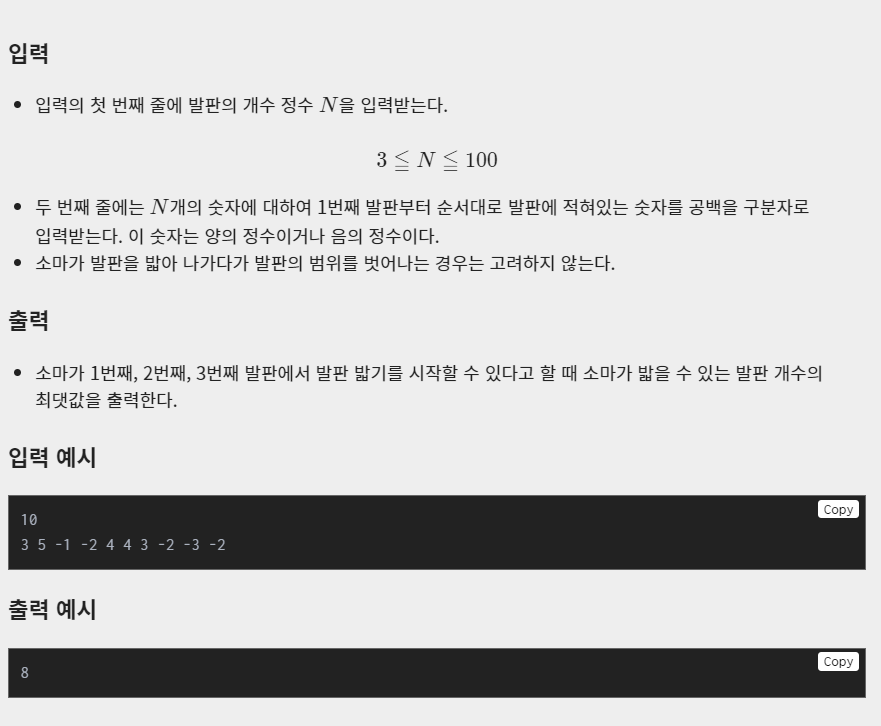 입력
• 입력의 첫 번째 줄에 발판의 개수 정수 N을 입력받는다.
3 ≦ N ≦ 100
• 두 번째 줄에는 N개의 숫자에 대하여 1번째 발판부터 순서대로 발판에 적혀있는 숫자를 공백을 구분자로
입력받는다. 이 숫자는 양의 정수이거나 음의 정수이다.
• 소마가 발판을 밟아 나가다가 발판의 범위를 벗어나는 경우는 고려하지 않는다.
출력
• 소마가 1번째, 2번째, 3번째 발판에서 발판 밟기를 시작할 수 있다고 할 때 소마가 밟을 수 있는 발판 개수의
최댓값을 출력한다.
입력 예시
Copy
10
3 5 -1 -2 4 4 3 -2 -3 -2
출력 예시
Copy
8